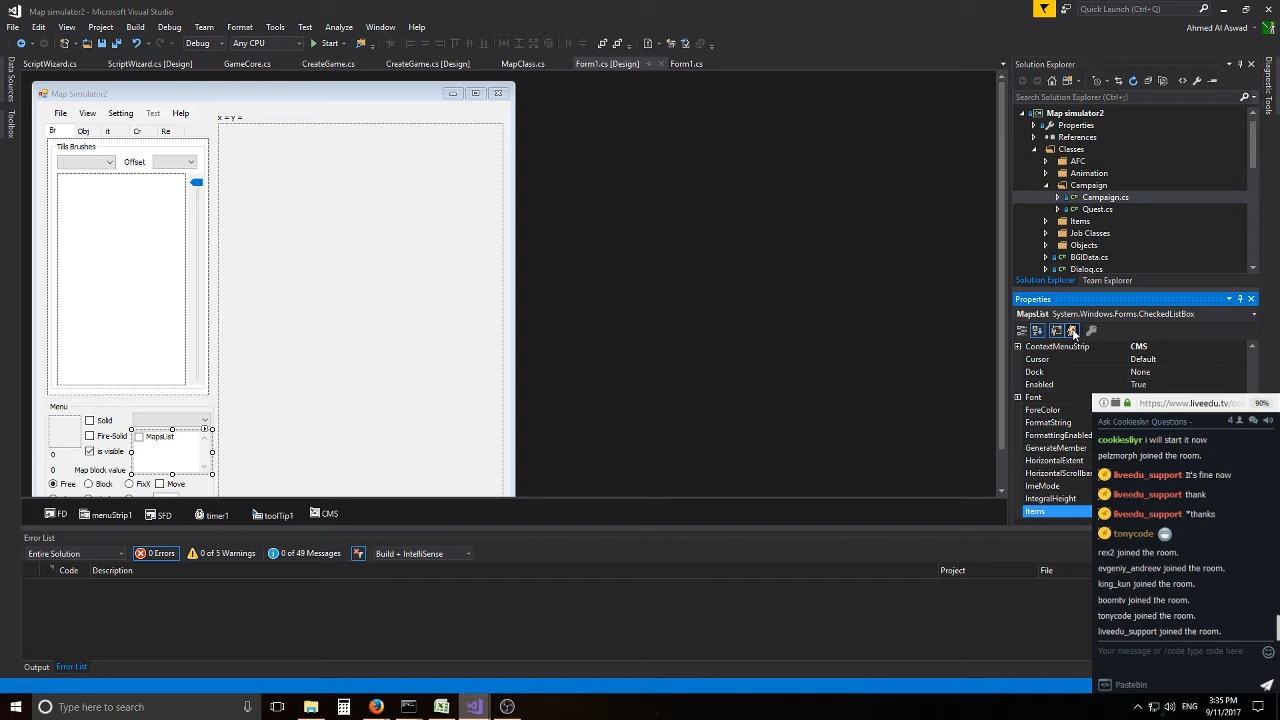 Map simulator2 - Microsoft Visual Studio
Quick Launch (Ctrl+Q)
File Edit View Project Build Debug Team Format Tools Test Analyze Window Help
Ahmed Al Aswad
Debug Any CPU Start
ScriptWizard.cs ScriptWizard.cs [Design] GameCore.cs CreateGame.cs CreateGame.cs [Design] MapClass.cs Form1.cs [Design] Form1.cs
Data Sources
Diagnostic Tools
Map Simulator2
File View Setting Test Help
x = y =
Br Obj it Cr Re
Tills Brushes
Offset
Menu
Solid
Fire-Solid
MapsList
Is visible
0
Map block value
0
Free Block Fill Move
FD menuStrip1 SFD timer1 toolTip1 CMS
Error List
Entire Solution 0 Errors 0 of 5 Warnings 0 of 49 Messages Build + IntelliSense
Code Description Project File
Output Error List
Solution Explorer
Search Solution Explorer (Ctrl+;)
Map simulator2
Properties
References
Classes
AFC
Animation
Campaign
Campaign.cs
Quest.cs
Items
Job Classes
Objects
BGIData.cs
Dialog.cs
Solution Explorer Team Explorer
Properties
MapsList System.Windows.Forms.CheckedListBox
ContextMenuStrip CMS
Cursor Default
Dock None
Enabled True
Font
ForeColor
FormatString
FormattingEnabled
GenerateMember
HorizontalExtent
HorizontalScrollba
ImeMode
IntegralHeight
Items
https://www.liveedu.tv/co 90%
Ask Cookiesliyr Questions 4
cookiesliyr i will start it now
pelzmorph joined the room.
liveedu_support It's fine now
liveedu_support thank
liveedu_support *thanks
tonycode
rex2 joined the room.
evgeniy_andreev joined the room.
king_kun joined the room.
boomtv joined the room.
tonycode joined the room.
liveedu_support joined the room.
Your message or /code type code here
Pastebin
Type here to search
ENG
3:35 PM
9/11/2017